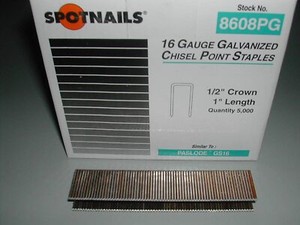 Stock No.
SPOTNAILS®
8608PG
16 GAUGE GALVANIZED
CHISEL POINT STAPLES
1/2" Crown
1" Length
Quantity 5,000
Similar To:
PASLODE® GS16